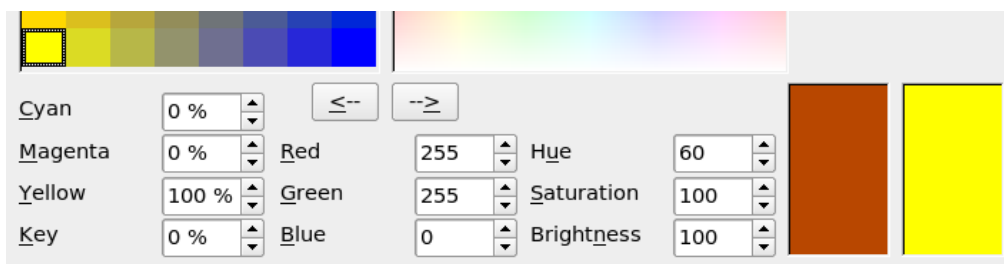 Cyan 0 % <-- -->
Magenta 0 % Red 255 Hue 60
Yellow 100 % Green 255 Saturation 100
Key 0 % Blue 0 Brightness 100